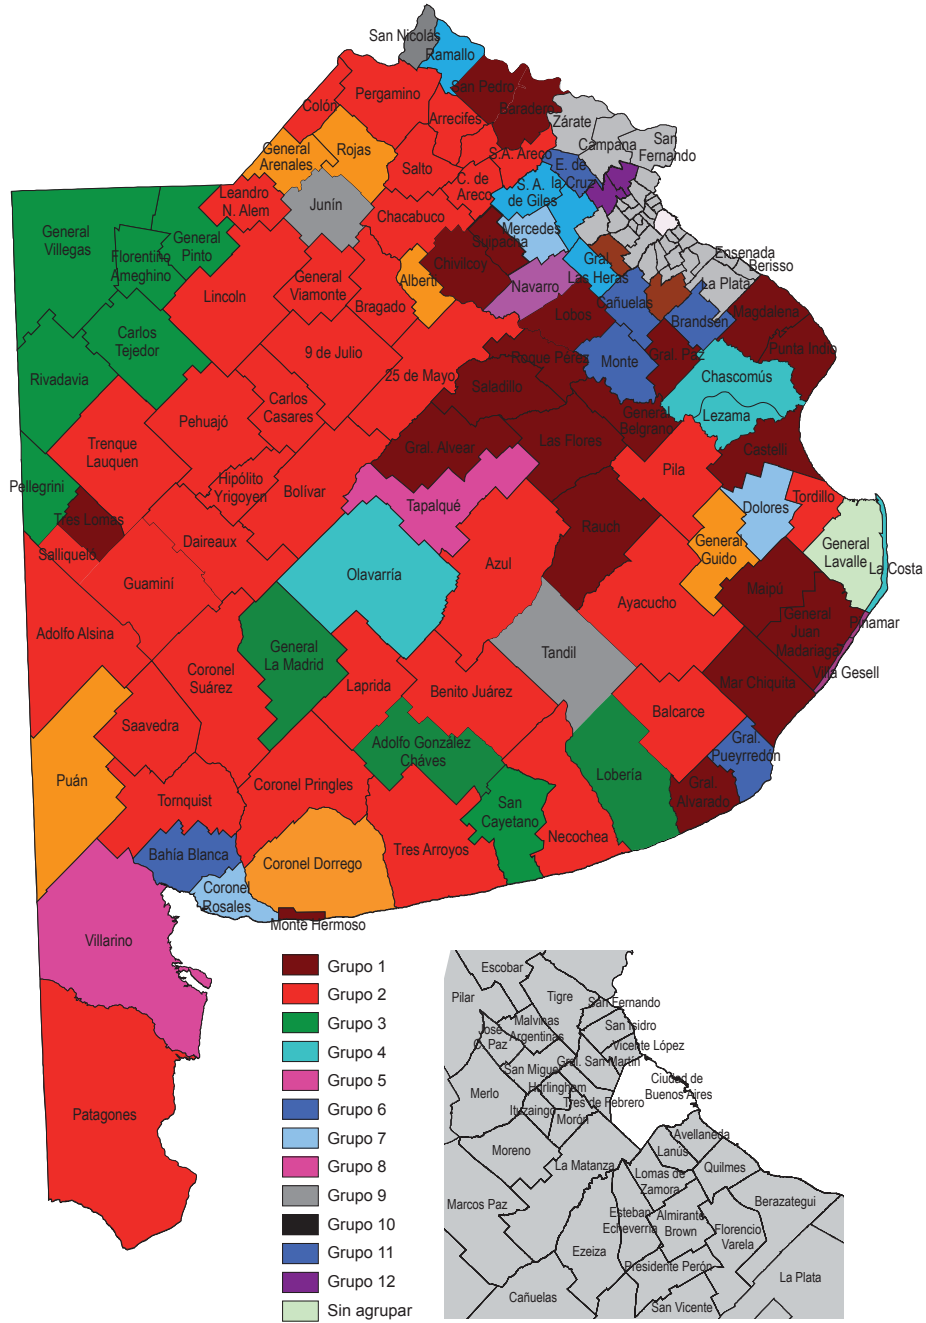 San Nicolás
Ramallo
San Pedro
Baradero
Pergamino
Colón
Arrecifes
Zárate
Campana
San
Fernando
General
Arenales
Rojas
Salto
S.A. Areco
E. de
la Cruz
C. de
Areco
S. A.
de Giles
Leandro
N. Alem
Junín
Chacabuco
Mercedes
Suipacha
General
Villegas
General
Pinto
Florentino
Ameghino
Chivilcoy
Alberti
Navarro
Gral.
Las Heras
Ensenada
Berisso
La Plata
Lincoln
General
Viamonte
Bragado
Cañuelas
Lobos
Brandsen
Magdalena
Carlos
Tejedor
9 de Julio
Roque Pérez
Monte
Gral. Paz
Punta Indio
Rivadavia
25 de Mayo
Saladillo
Chascomús
Lezama
Pehuajó
Carlos
Casares
General
Belgrano
Trenque
Lauquen
Gral. Alvear
Las Flores
Castelli
Pila
Pellegrini
Hipólito
Yrigoyen
Bolívar
Tapalqué
Dolores
Tordillo
Tres Lomas
Daireaux
Rauch
General
Guido
General
Lavalle
La Costa
Salliqueló
Guaminí
Olavarría
Azul
Ayacucho
Maipú
General
Juan
Madariaga
Pinamar
Adolfo Alsina
General
La Madrid
Tandil
Coronel
Suárez
Laprida
Benito Juárez
Mar Chiquita
Villa Gesell
Saavedra
Balcarce
Gral.
Pueyrredón
Puán
Adolfo González
Cháves
Coronel Pringles
Lobería
Gral.
Alvarado
Tornquist
San
Cayetano
Necochea
Bahía Blanca
Coronel Dorrego
Tres Arroyos
Coronel
Rosales
Monte Hermoso
Villarino
Patagones
Grupo 1
Grupo 2
Grupo 3
Grupo 4
Grupo 5
Grupo 6
Grupo 7
Grupo 8
Grupo 9
Grupo 10
Grupo 11
Grupo 12
Sin agrupar
Escobar
Pilar
Tigre
San Fernando
Malvinas
Argentinas
José
C. Paz
San Isidro
Vicente López
San Miguel
Gral. San Martín
Merlo
Hurlingham
Ciudad de
Buenos Aires
Ituzaingo
Tres de Febrero
Morón
Moreno
La Matanza
Avellaneda
Lanús
Quilmes
Lomas de
Zamora
Marcos Paz
Berazategui
Esteban
Echeverría
Almirante
Brown
Florencio
Varela
Ezeiza
Presidente Perón
La Plata
Cañuelas
San Vicente